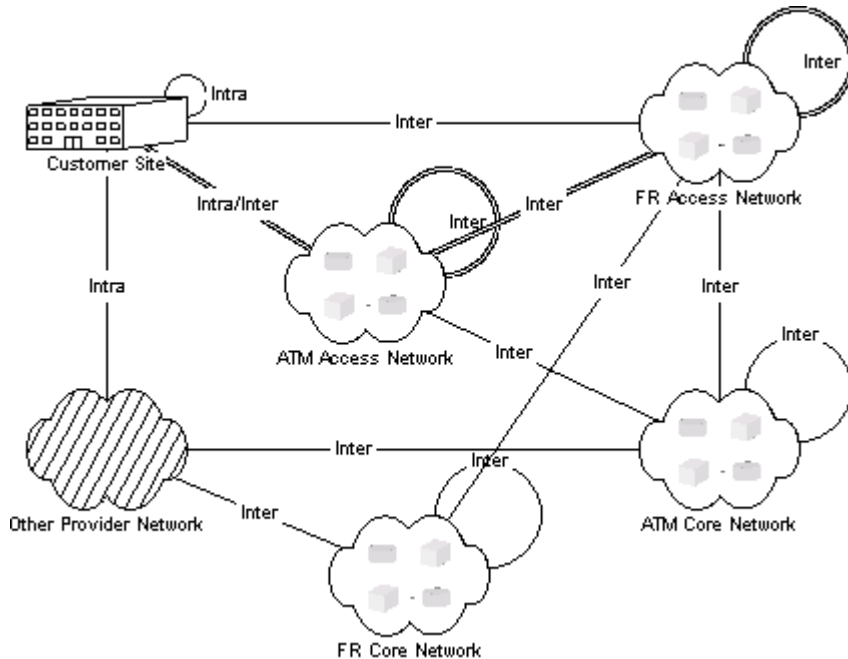 Inter
Intra
Inter
Customer Site
Intra/Inter
Inter
Inter
FR Access Network
Intra
Inter
Inter
Inter
ATM Access Network
Inter
Inter
Inter
Inter
Other Provider Network
Inter
ATM Core Network
FR Core Network